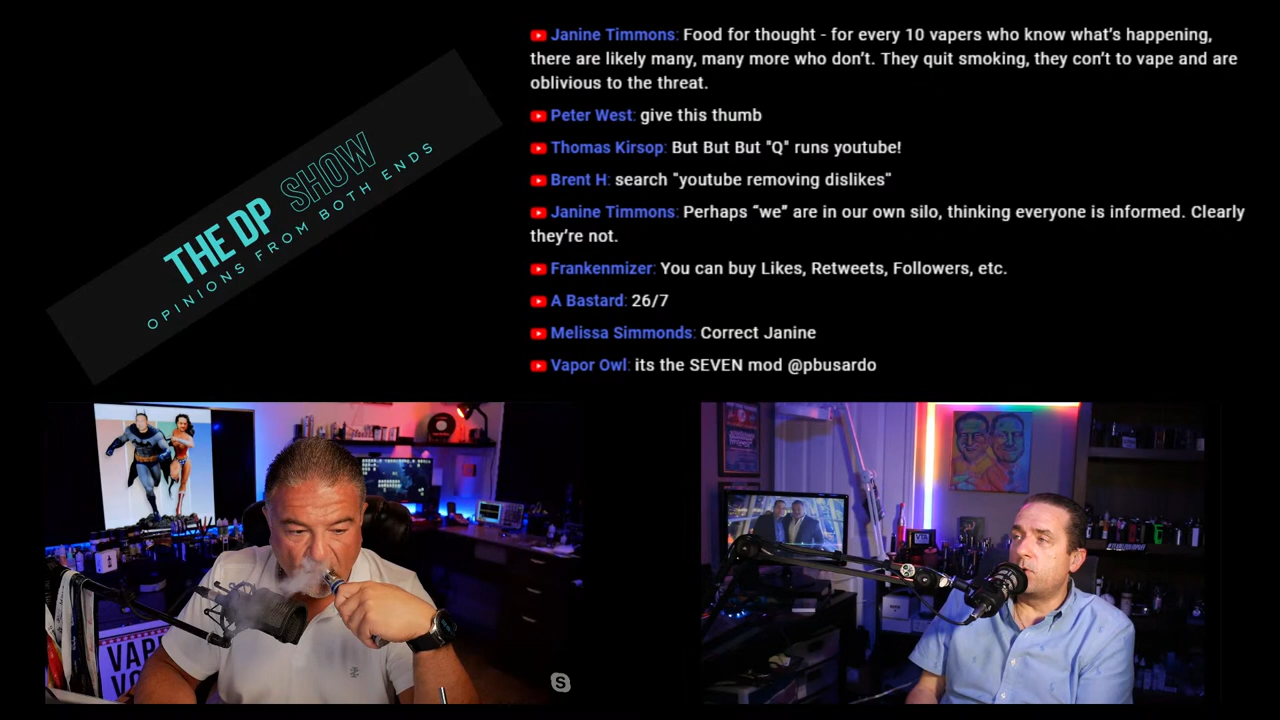 Janine Timmons: Food for thought - for every 10 vapers who know what's happening,
there are likely many, many more who don't. They quit smoking, they con't to vape and are
oblivious to the threat.
Peter West: give this thumb
Thomas Kirsop: But But But "Q" runs youtube!
Brent H: search "youtube removing dislikes"
Janine Timmons: Perhaps “we” are in our own silo, thinking everyone is informed. Clearly
they're not.
Frankenmizer: You can buy Likes, Retweets, Followers, etc.
A Bastard: 26/7
Melissa Simmonds: Correct Janine
Vapor Owl: its the SEVEN mod @pbusardo
THE DP SHOW
OPINIONS FROM BOTH ENDS
VAP
VO
S
VTA